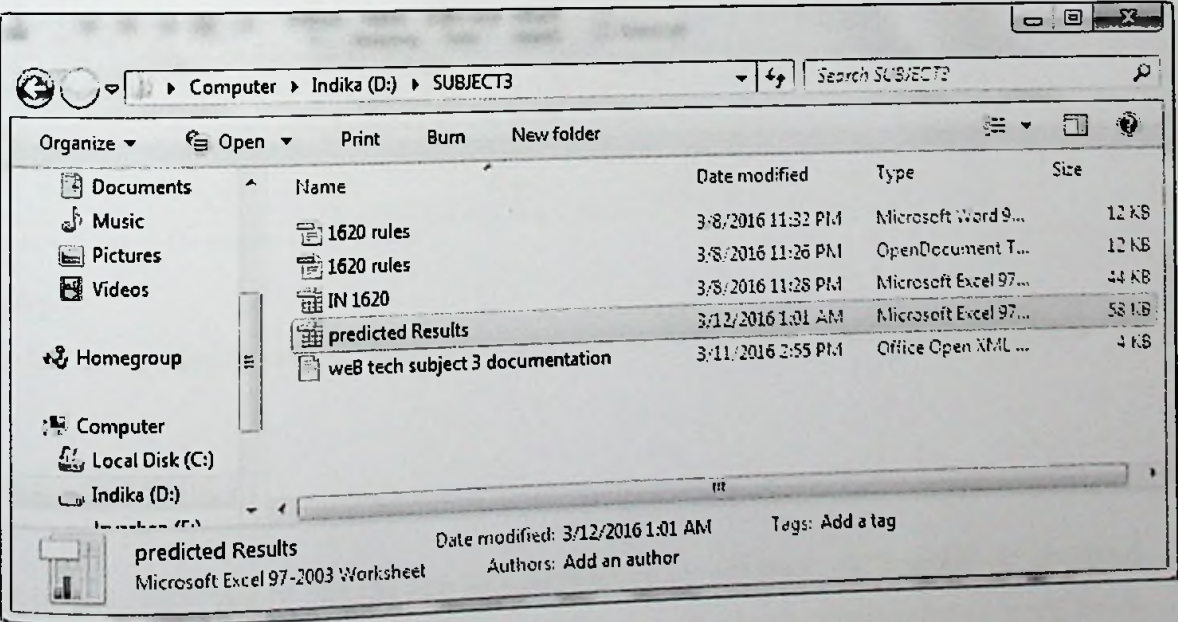 Computer Indika (D:) SUBJECT3 Search SUBJECT3
Organize Open Print Burn New folder
Documents
Music
Pictures
Videos
Homegroup
Computer
Local Disk (C:)
Indika (D:)
Name Date modified Type Size
1620 rules 3/8/2016 11:32 PM Microsoft Word 9... 12 KB
1620 rules 3/8/2016 11:26 PM OpenDocument T... 12 KB
IN 1620 3/8/2016 11:28 PM Microsoft Excel 97... 44 KB
predicted Results 3/12/2016 1:01 AM Microsoft Excel 97... 58 KB
weB tech subject 3 documentation 3/11/2016 2:55 PM Office Open XML ... 4 KB
predicted Results Date modified: 3/12/2016 1:01 AM Tags: Add a tag
Microsoft Excel 97-2003 Worksheet Authors: Add an author